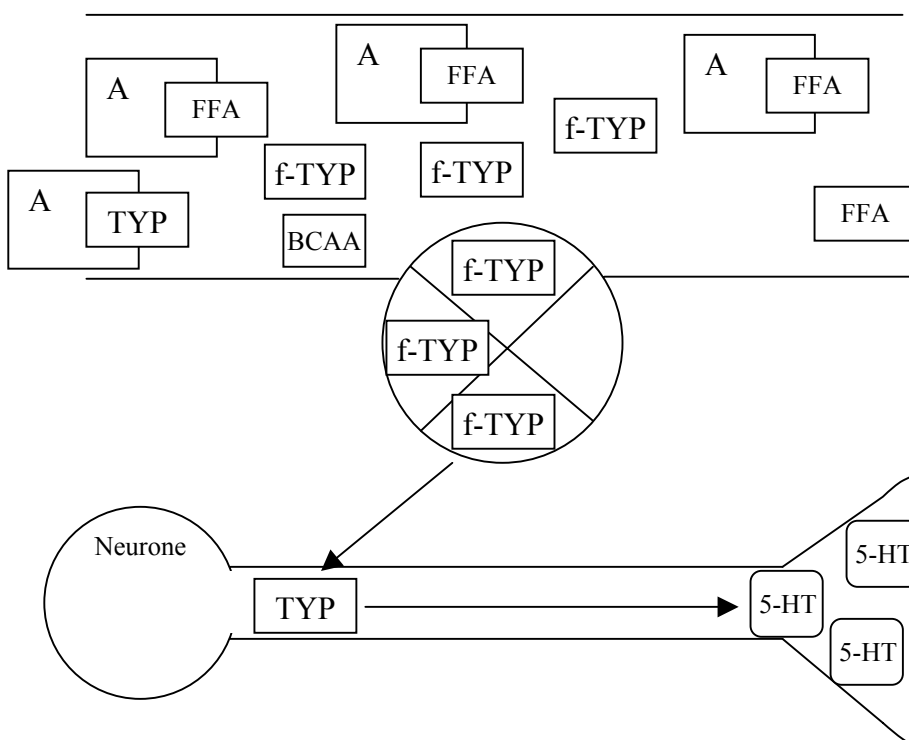 A
FFA
A
FFA
A
FFA
f-TYP
f-TYP
f-TYP
A
TYP
BCAA
FFA
f-TYP
f-TYP
f-TYP
Neurone
TYP
5-HT
5-HT
5-HT